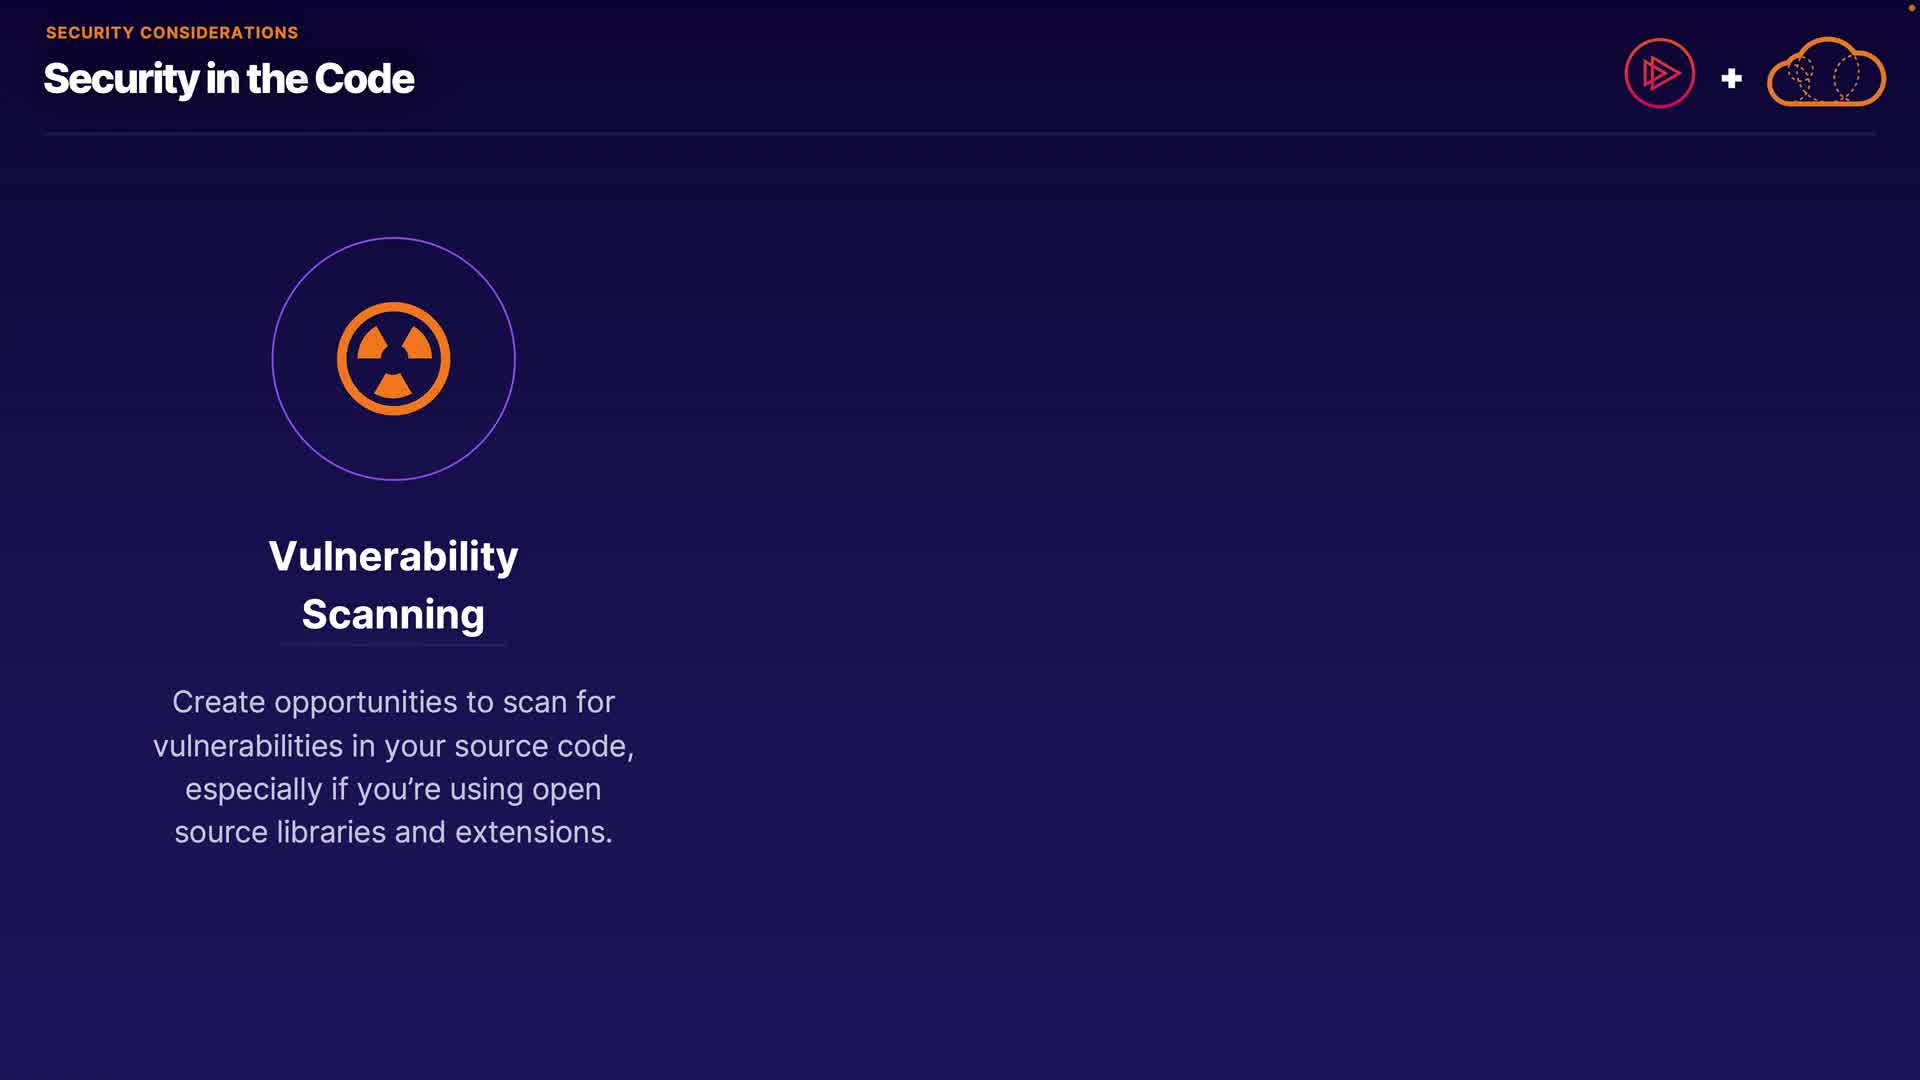 SECURITY CONSIDERATIONS
Security in the Code
+
Vulnerability
Scanning
Create opportunities to scan for
vulnerabilities in your source code,
especially if you’re using open
source libraries and extensions.